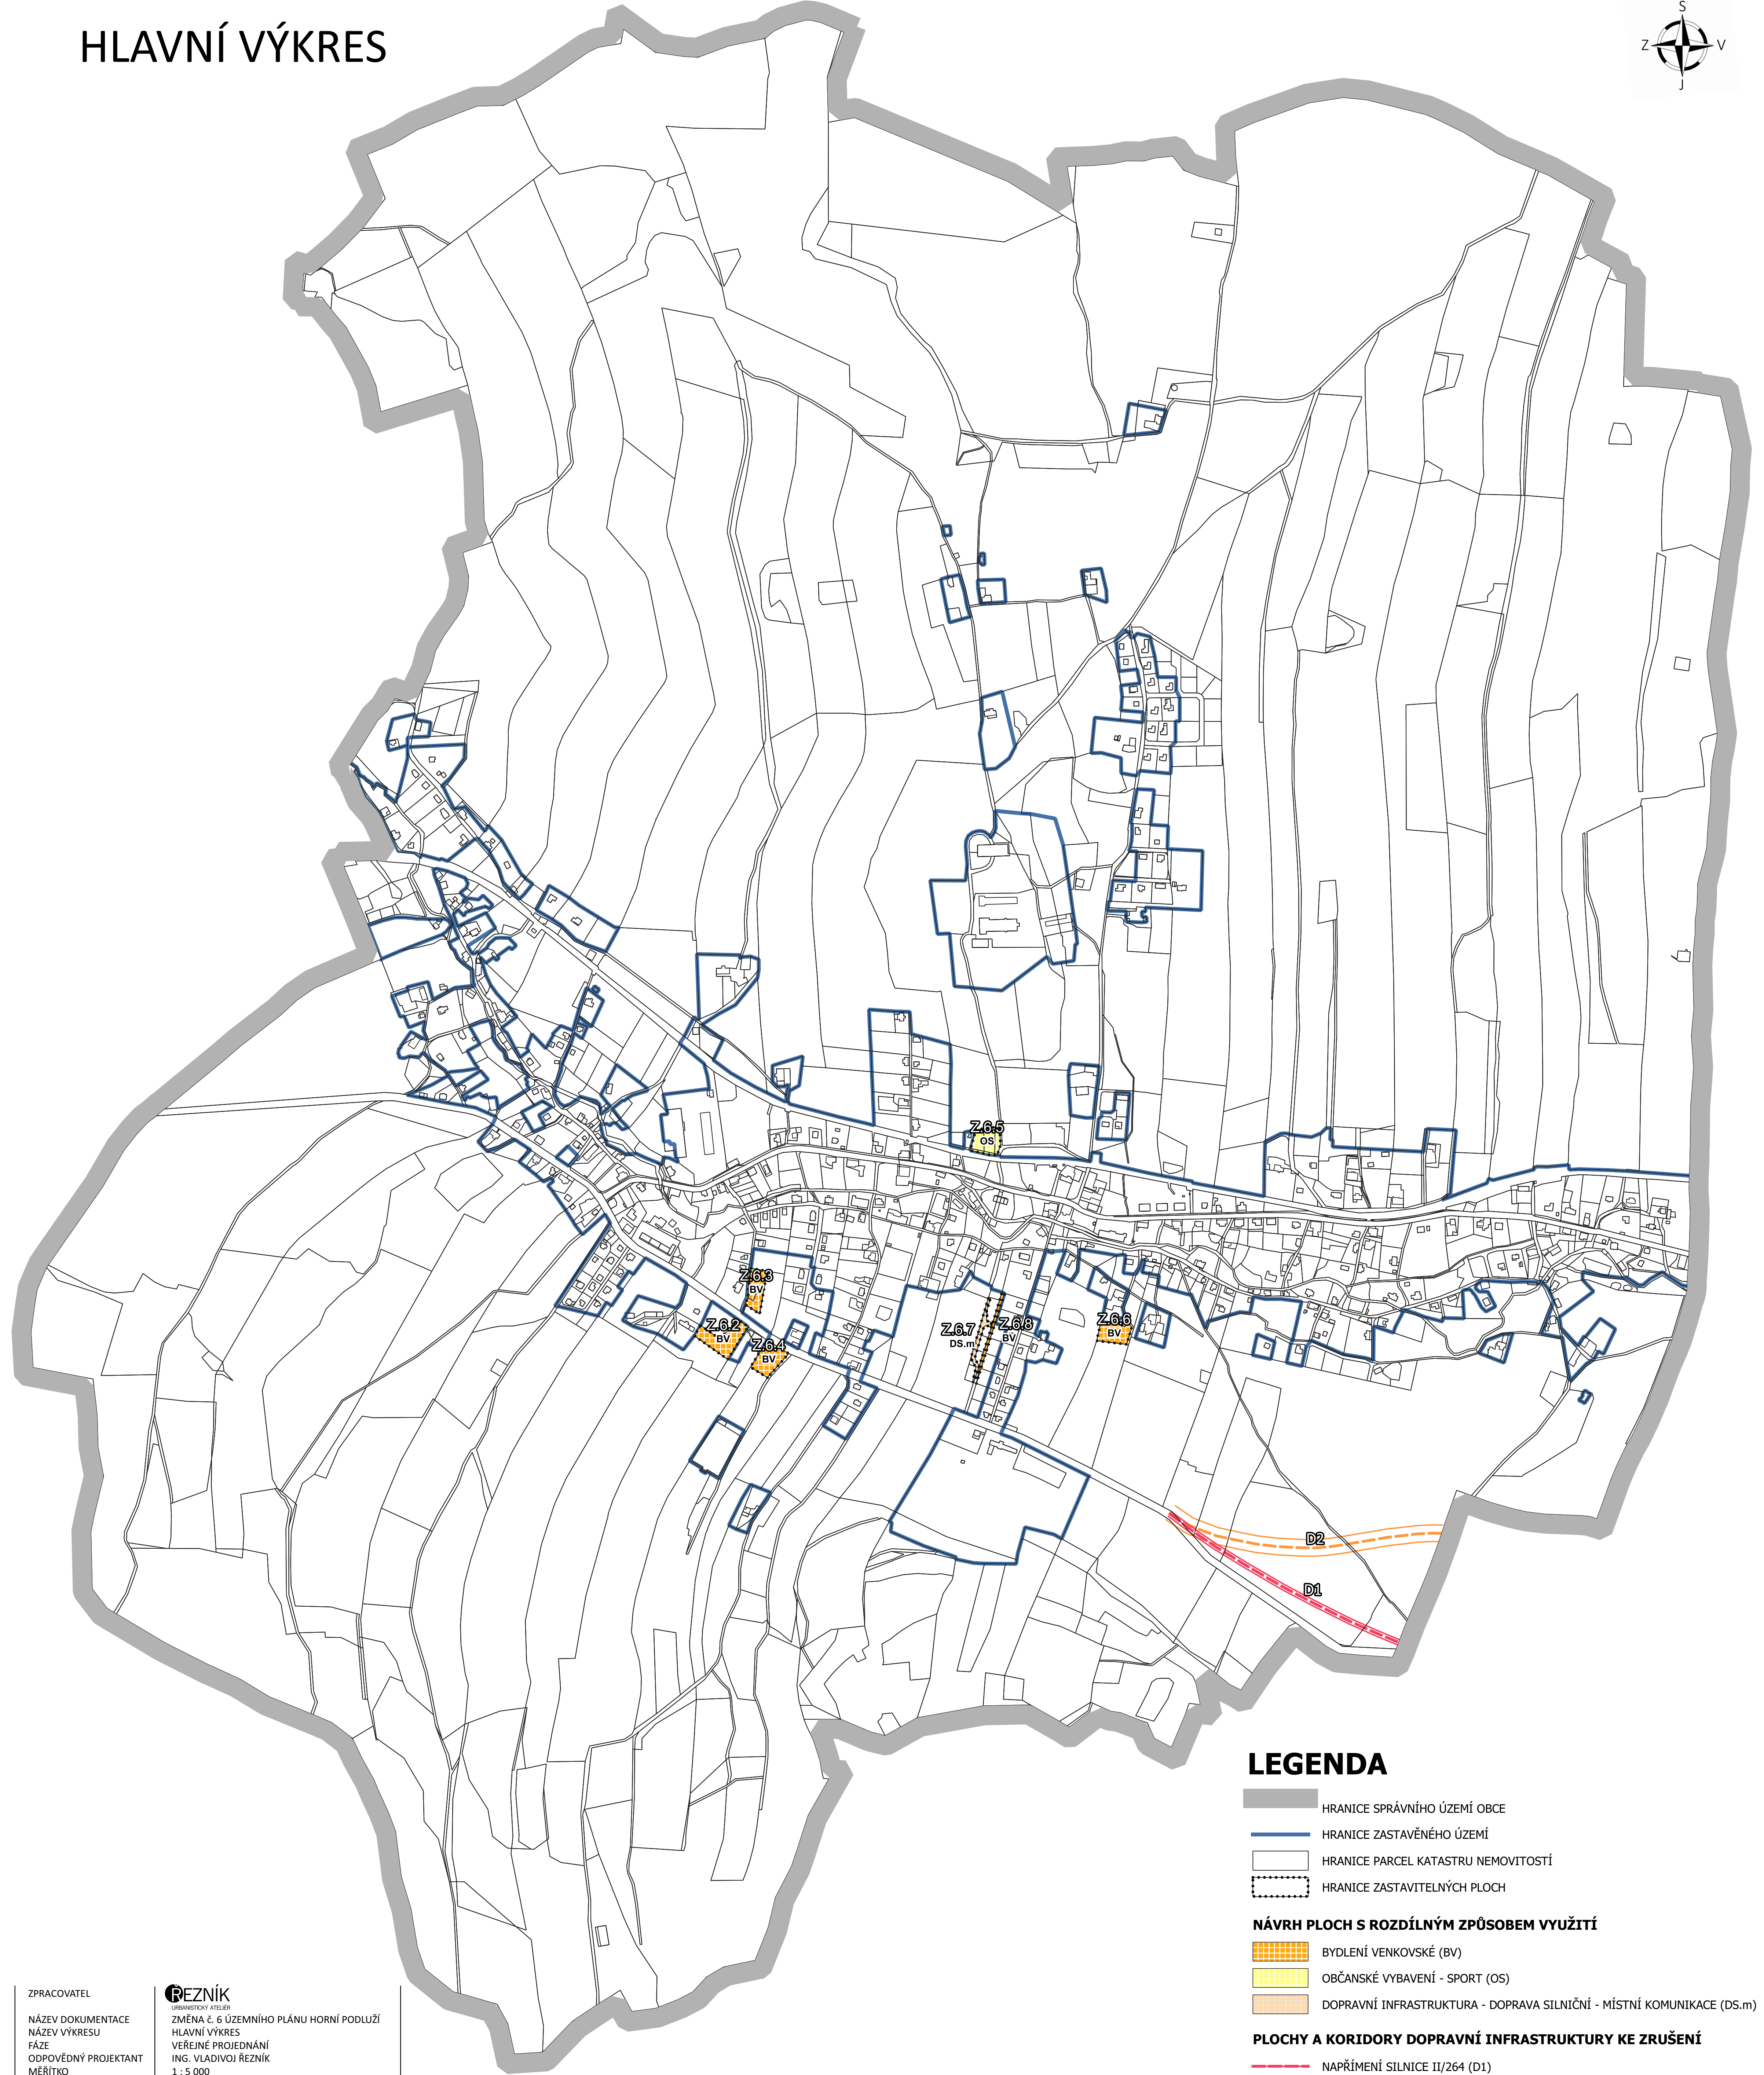 HLAVNÍ VÝKRES
S
Z V
J
Z.6.5
OS
Z.6.3
BV
Z.6.2
BV
Z.6.4
BV
Z.6.7
DS.m
Z.6.8
BV
Z.6.6
BV
D2
D1
LEGENDA
HRANICE SPRÁVNÍHO ÚZEMÍ OBCE
HRANICE ZASTAVĚNÉHO ÚZEMÍ
HRANICE PARCEL KATASTRU NEMOVITOSTÍ
HRANICE ZASTAVITELNÝCH PLOCH
NÁVRH PLOCH S ROZDÍLNÝM ZPŮSOBEM VYUŽITÍ
BYDLENÍ VENKOVSKÉ (BV)
OBČANSKÉ VYBAVENÍ - SPORT (OS)
DOPRAVNÍ INFRASTRUKTURA - DOPRAVA SILNIČNÍ - MÍSTNÍ KOMUNIKACE (DS.m)
PLOCHY A KORIDORY DOPRAVNÍ INFRASTRUKTURY KE ZRUŠENÍ
NAPŘÍMENÍ SILNICE II/264 (D1)
ZPRACOVATEL ŘEZNÍK
URBANISTICKÝ ATELIÉR
NÁZEV DOKUMENTACE ZMĚNA č. 6 ÚZEMNÍHO PLÁNU HORNÍ PODLUŽÍ
NÁZEV VÝKRESU HLAVNÍ VÝKRES
FÁZE VEŘEJNÉ PROJEDNÁNÍ
ODPOVĚDNÝ PROJEKTANT ING. VLADIVOJ ŘEZNÍK
MĚŘÍTKO 1 : 5 000